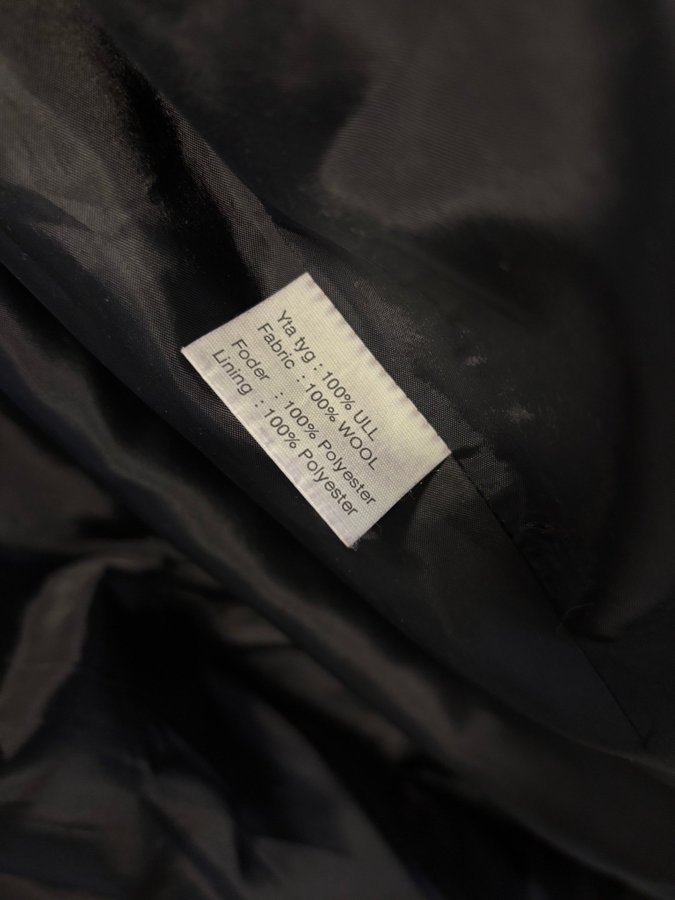 Yta tyg : 100% ULL
Fabric : 100% WOOL
Foder : 100% Polyester
Lining : 100% Polyester